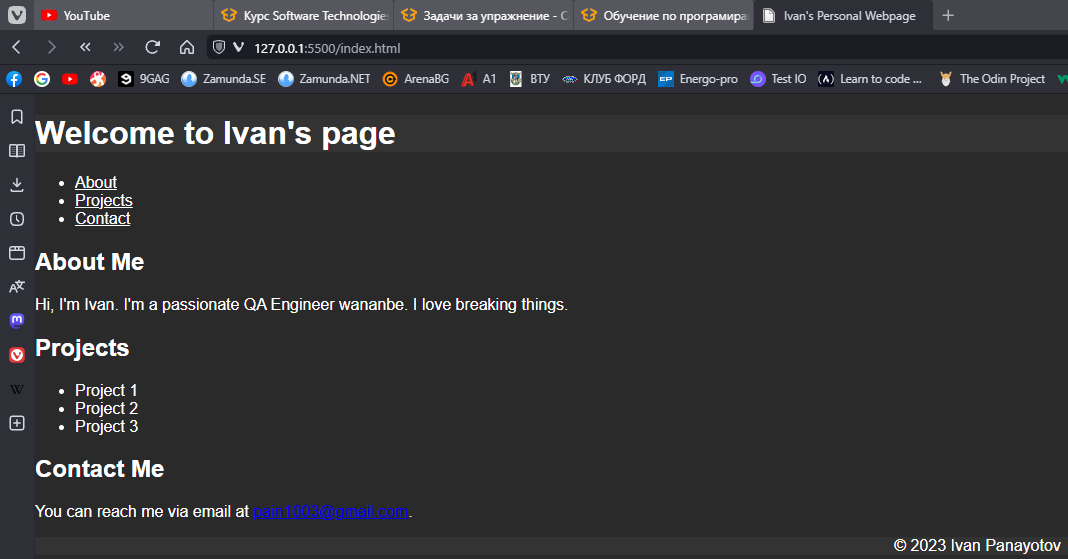 YouTube
Курс Software Technologies
Задачи за упражнение - С
Обучение по програмира
Ivan's Personal Webpage
127.0.0.1:5500/index.html
9GAG
Zamunda.SE
Zamunda.NET
ArenaBG
A1
ВТУ
КЛУБ ФОРД
Energo-pro
Test IO
Learn to code ...
The Odin Project
Welcome to Ivan's page
• About
• Projects
• Contact
About Me
Hi, I'm Ivan. I'm a passionate QA Engineer wananbe. I love breaking things.
Projects
• Project 1
• Project 2
• Project 3
Contact Me
You can reach me via email at pain1003@gmail.com.
© 2023 Ivan Panayotov